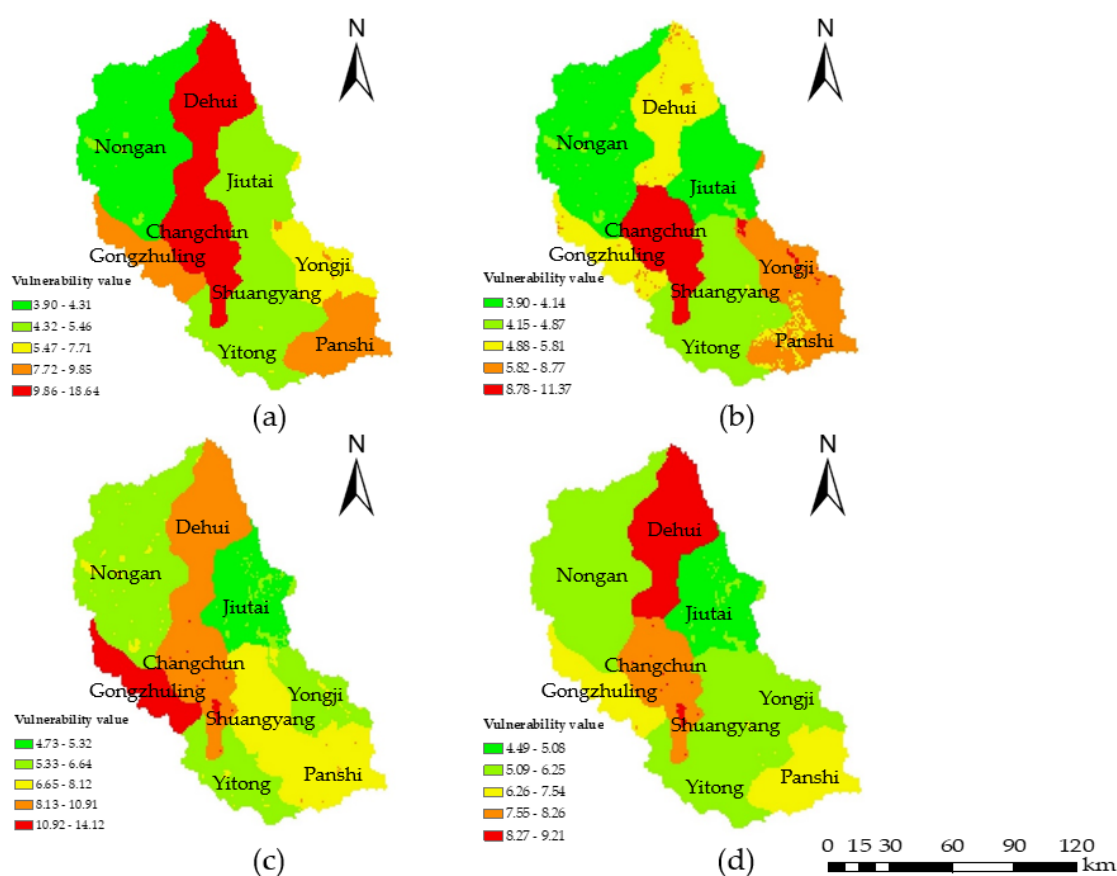 N
Dehui
Nongan
Jiutai
Changchun
Gongzhuling
Yongji
Shuangyang
Yitong
Panshi
Vulnerability value
3.90 - 4.31
4.32 - 5.46
5.47 - 7.71
7.72 - 9.85
9.86 - 18.64
(a)
N
Dehui
Nongan
Jiutai
Changchun
Gongzhuling
Yongji
Shuangyang
Yitong
Panshi
Vulnerability value
3.90 - 4.14
4.15 - 4.87
4.88 - 5.81
5.82 - 8.77
8.78 - 11.37
(b)
N
Dehui
Nongan
Jiutai
Changchun
Gongzhuling
Yongji
Shuangyang
Yitong
Panshi
Vulnerability value
4.73 - 5.32
5.33 - 6.64
6.65 - 8.12
8.13 - 10.91
10.92 - 14.12
(c)
N
Dehui
Nongan
Jiutai
Changchun
Gongzhuling
Yongji
Shuangyang
Yitong
Panshi
Vulnerability value
4.49 - 5.08
5.09 - 6.25
6.26 - 7.54
7.55 - 8.26
8.27 - 9.21
(d)
0 15 30 60 90 120
km